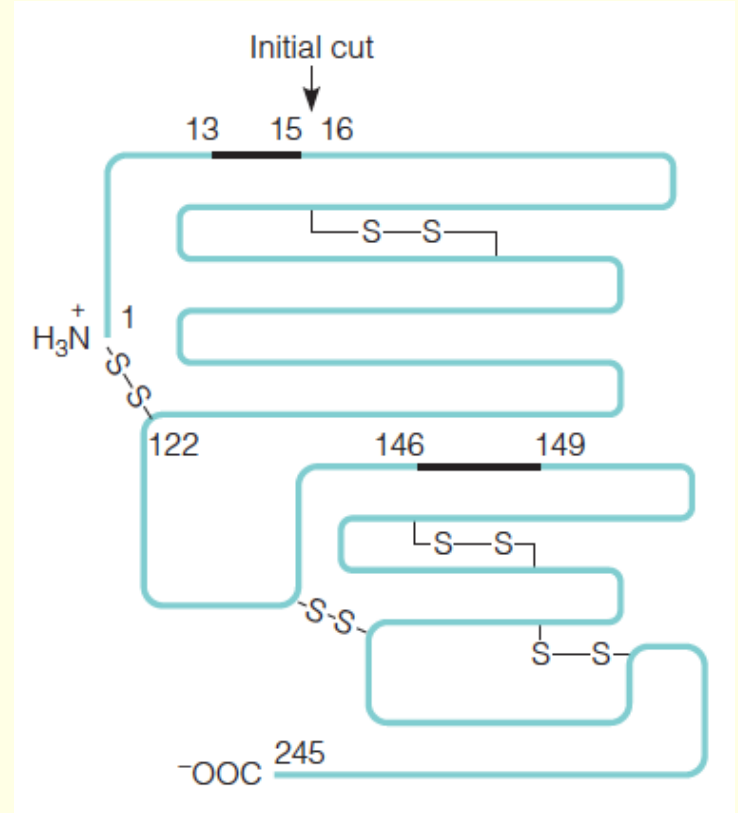 Initial cut
13 15 16
S—S
+
H₃N 1
S-S
122 146 149
S—S
S-S
S—S
245
⁻OOC